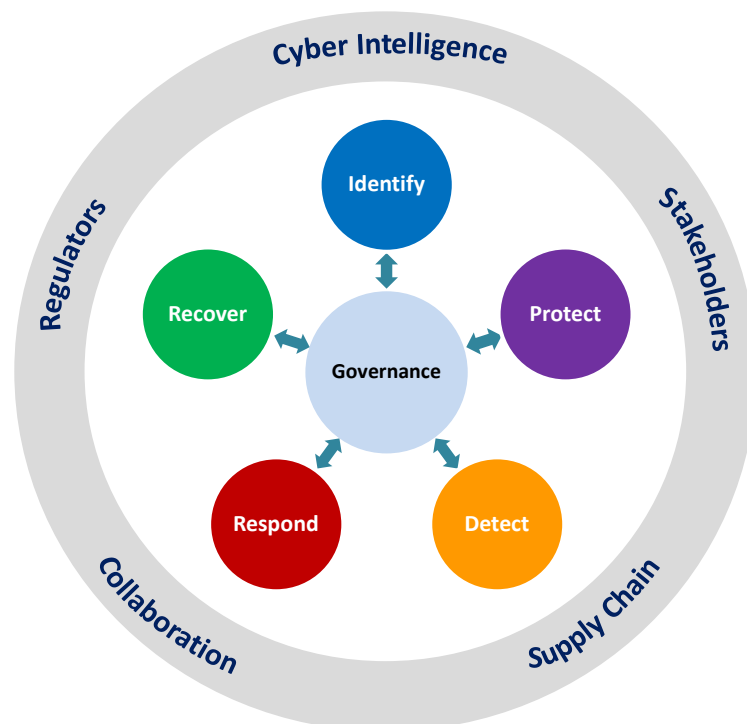 Cyber Intelligence
Regulators
Stakeholders
Identify
Recover
Protect
Governance
Respond
Detect
Collaboration
Supply Chain